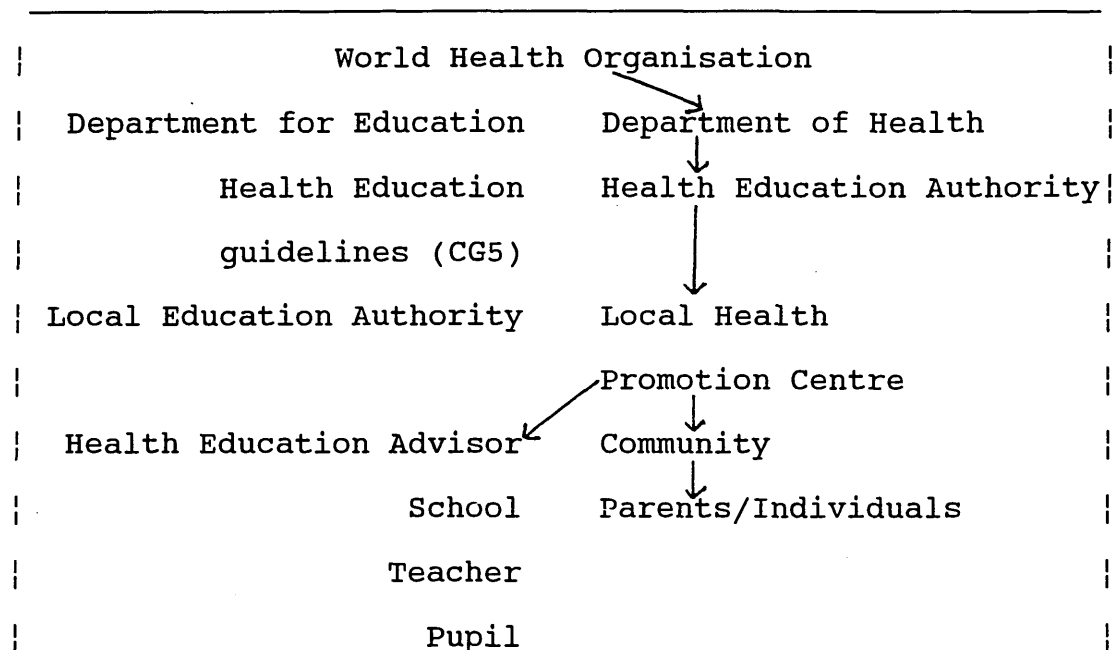 World Health Organisation
Department for Education Department of Health
Health Education Health Education Authority
guidelines (CG5)
Local Education Authority Local Health
Promotion Centre
Health Education Advisor Community
School Parents/Individuals
Teacher
Pupil